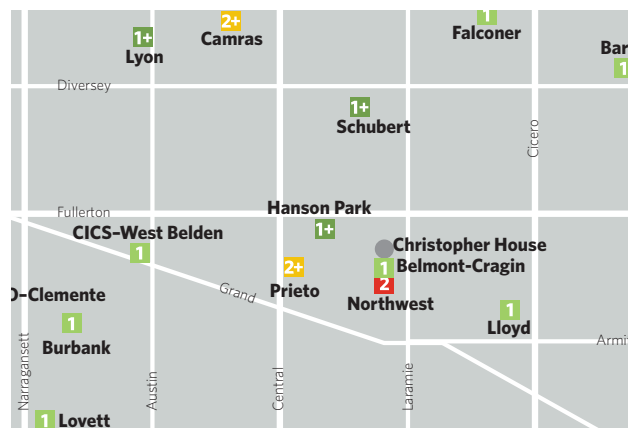 2+
1
1+
Camras
Falconer
Lyon
Bar
1
Diversey
1+
Schubert
Cicero
Hanson Park
Fullerton
1+
CICS–West Belden
Christopher House
1
2+
1
Belmont-Cragin
2
Prieto
Grand
Northwest
O–Clemente
1
1
Lloyd
Burbank
Armi
Narragansett
Austin
Central
Laramie
1
Lovett